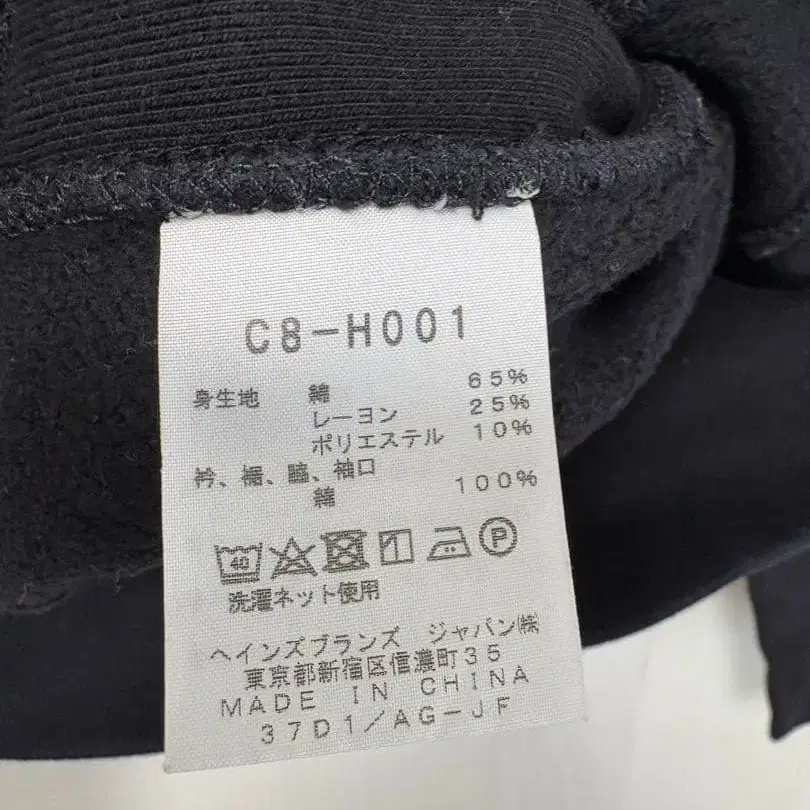 C8-H001
身生地 綿 65%
レーヨン 25%
ポリエステル 10%
衿、裾、脇、袖口
綿 100%
40 P
洗濯ネット使用
ヘインズブランズ ジャパン㈱
東京都新宿区信濃町35
MADE IN CHINA
37D1/AG-JF